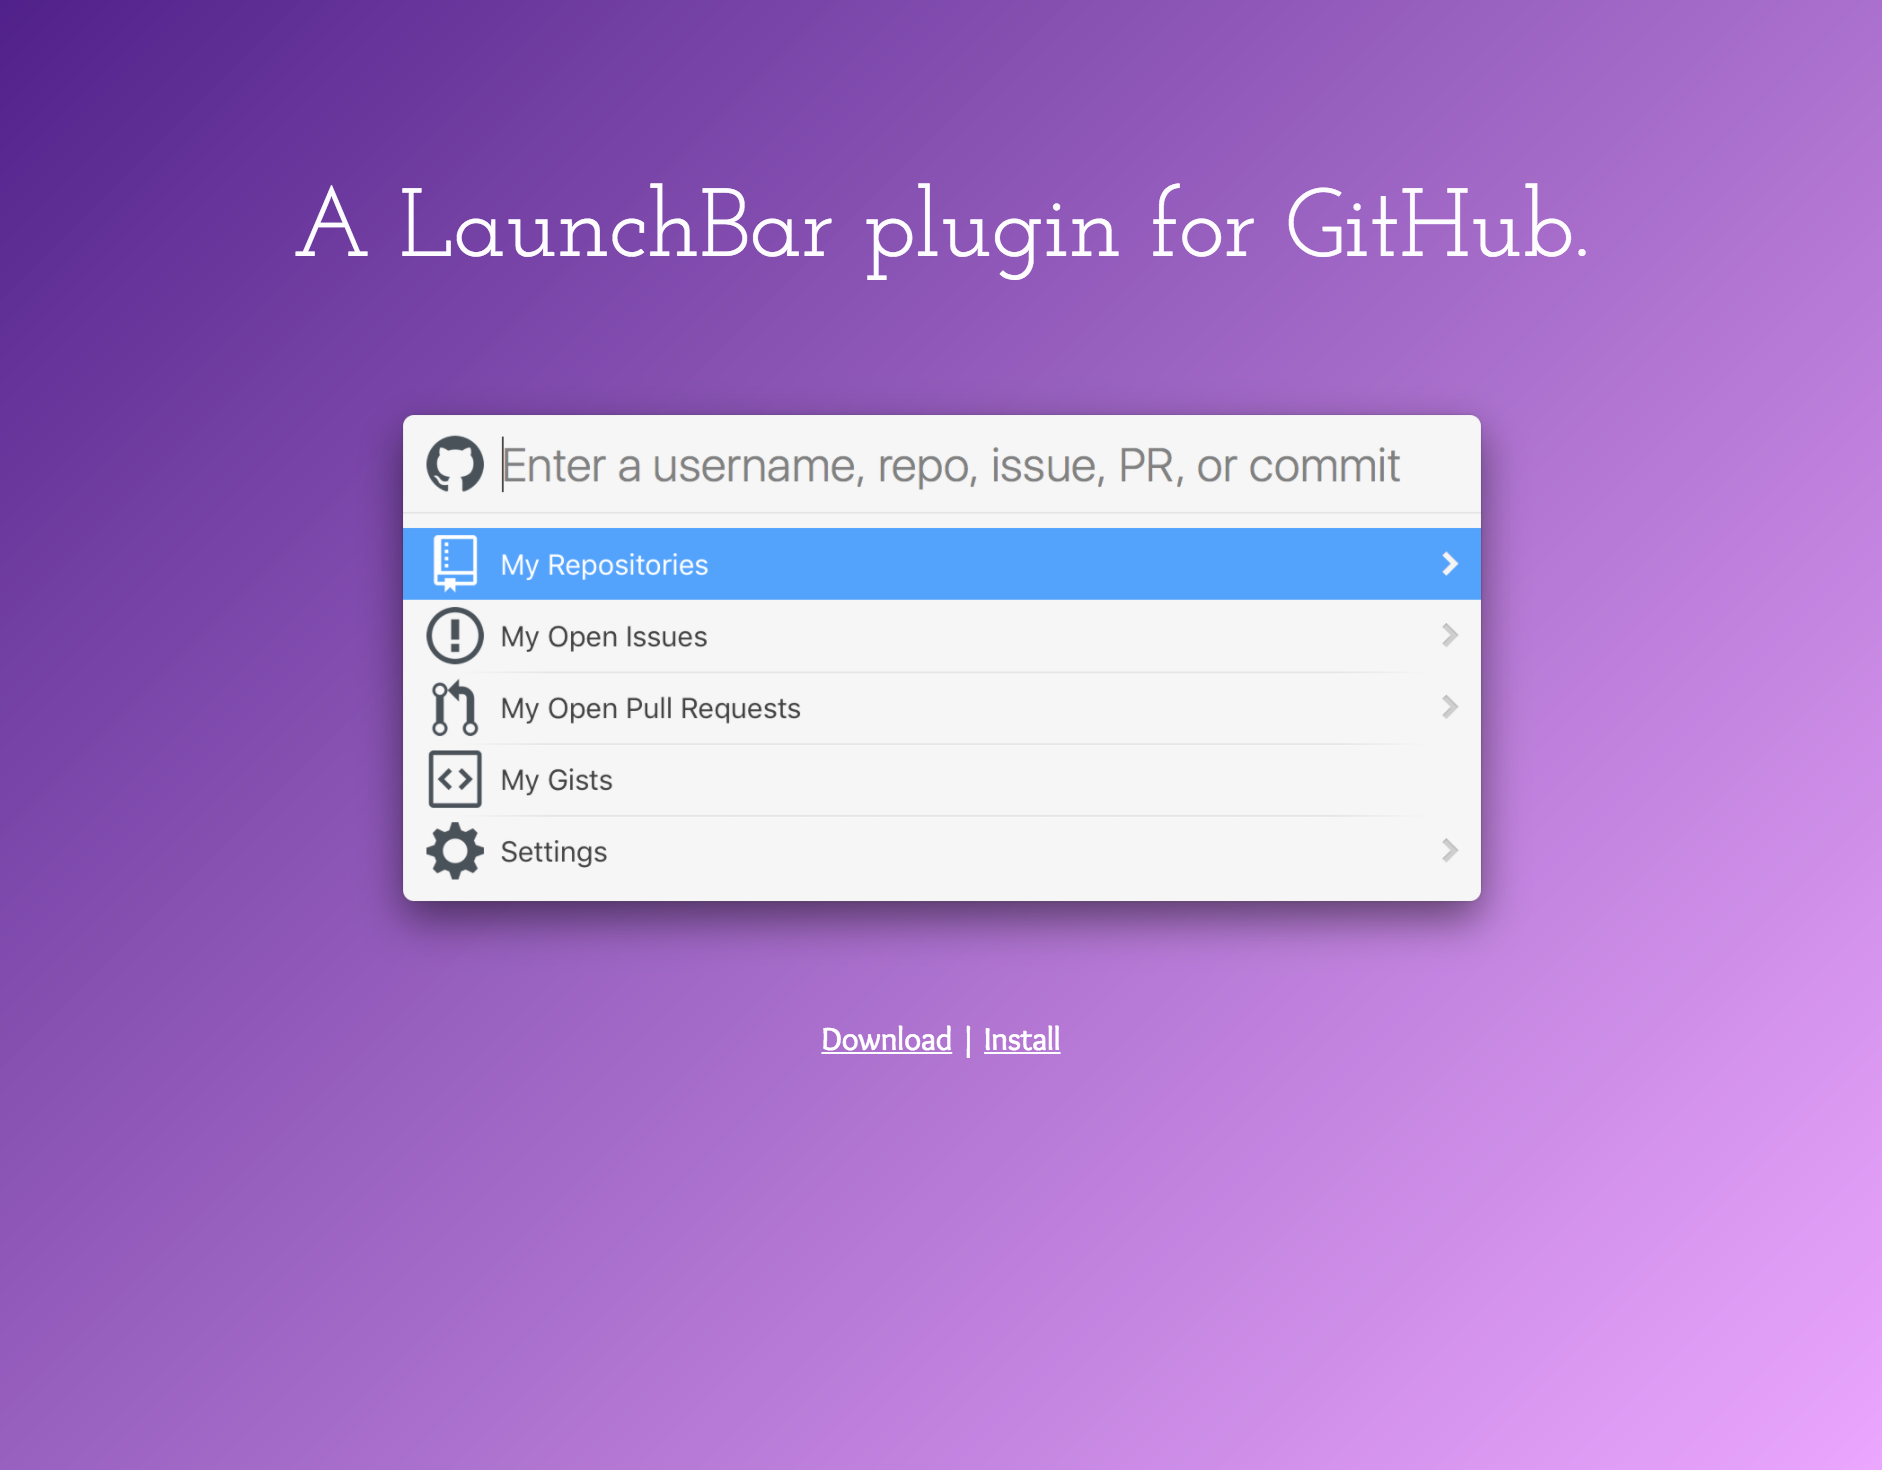 A LaunchBar plugin for GitHub.
Enter a username, repo, issue, PR, or commit
My Repositories
My Open Issues
My Open Pull Requests
My Gists
Settings
Download | Install